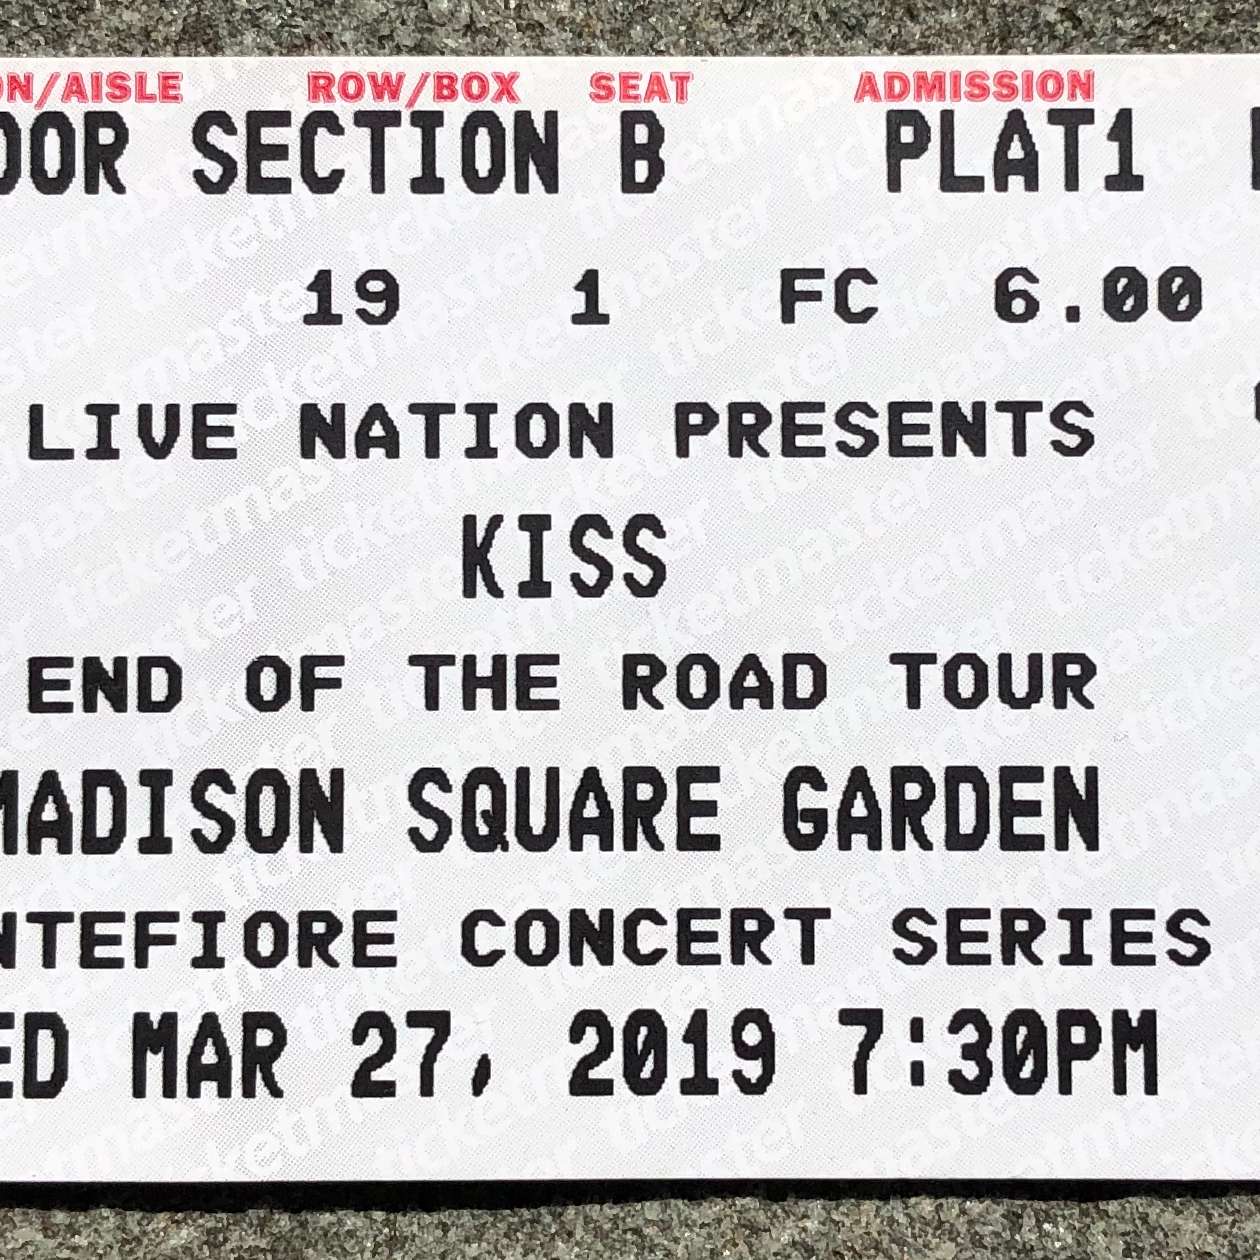 ON/AISLE ROW/BOX SEAT ADMISSION
OOR SECTION B PLAT1
19 1 FC 6.00
LIVE NATION PRESENTS
KISS
END OF THE ROAD TOUR
MADISON SQUARE GARDEN
NTEFIORE CONCERT SERIES
ED MAR 27, 2019 7:30PM